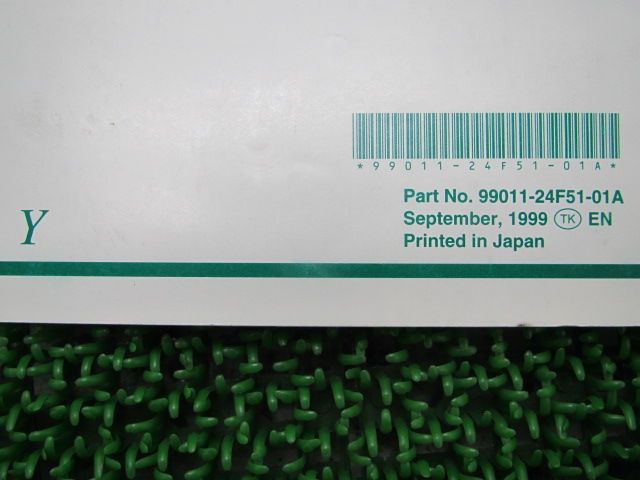 *99011-24F51-01A*
Part No. 99011-24F51-01A
September, 1999 TK EN
Printed in Japan
Y